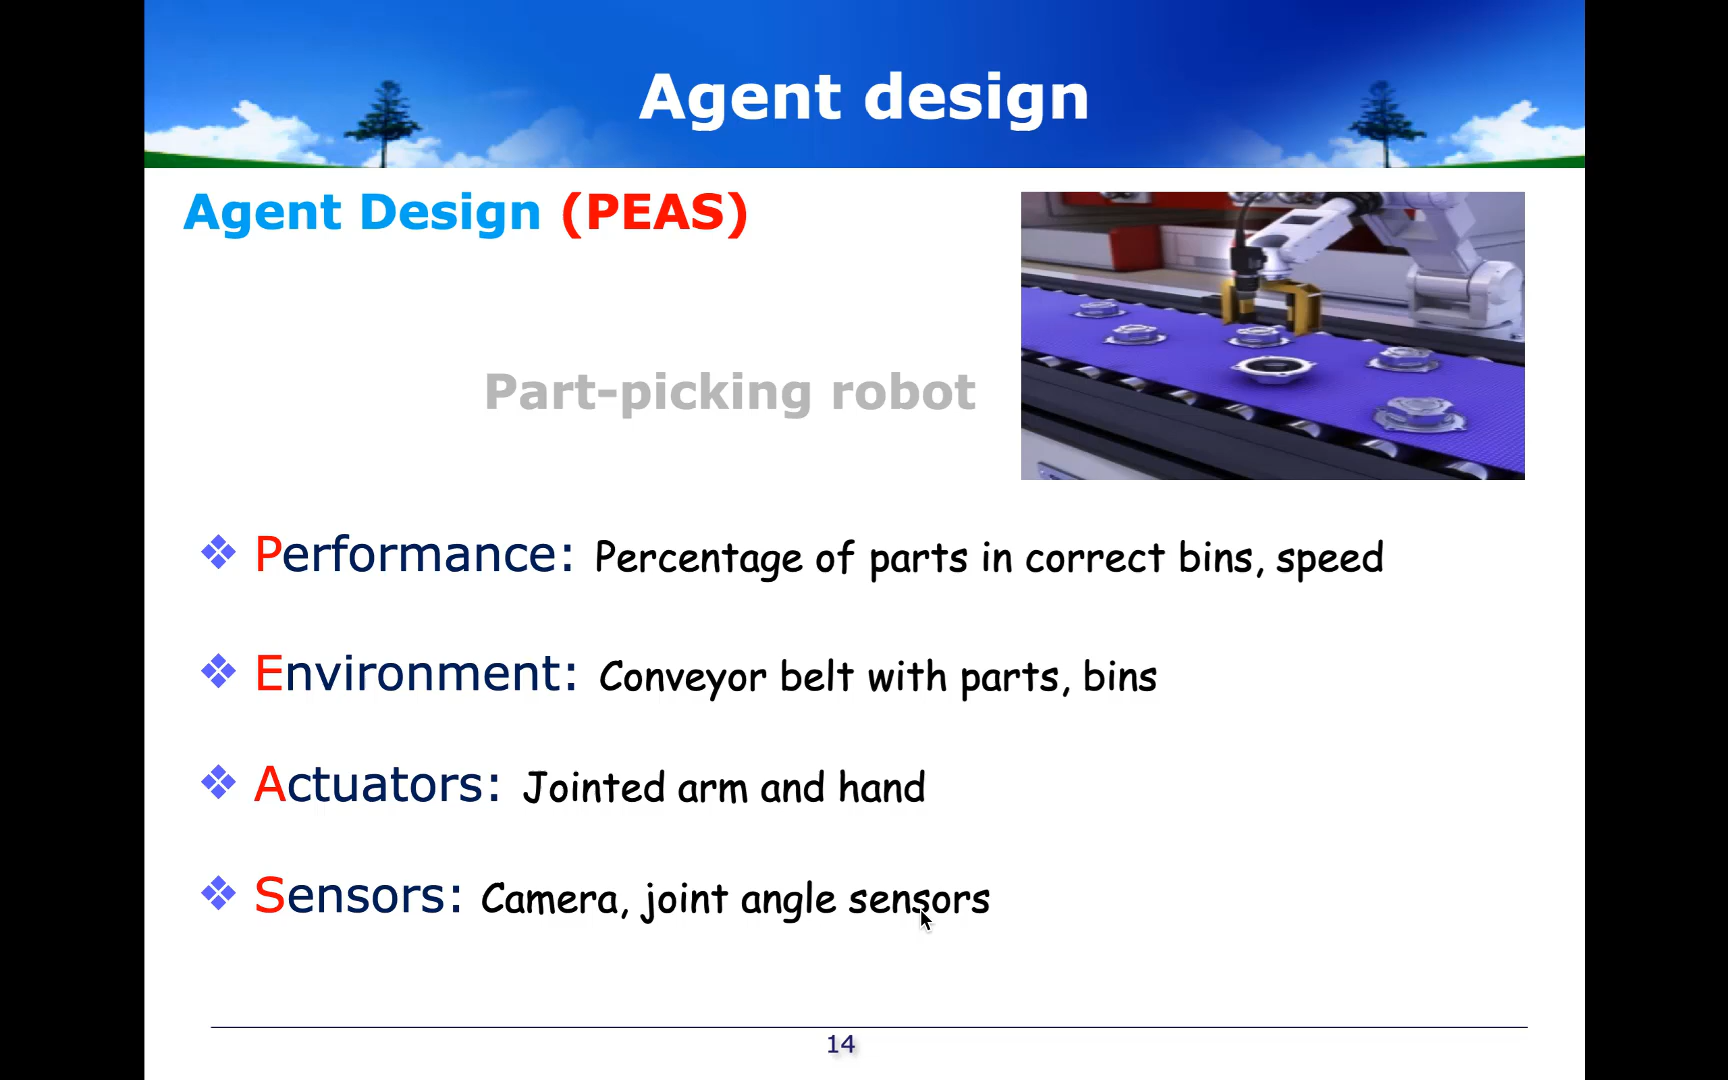 Agent design
Agent Design (PEAS)
Part-picking robot
Performance: Percentage of parts in correct bins, speed
Environment: Conveyor belt with parts, bins
Actuators: Jointed arm and hand
Sensors: Camera, joint angle sensors
14